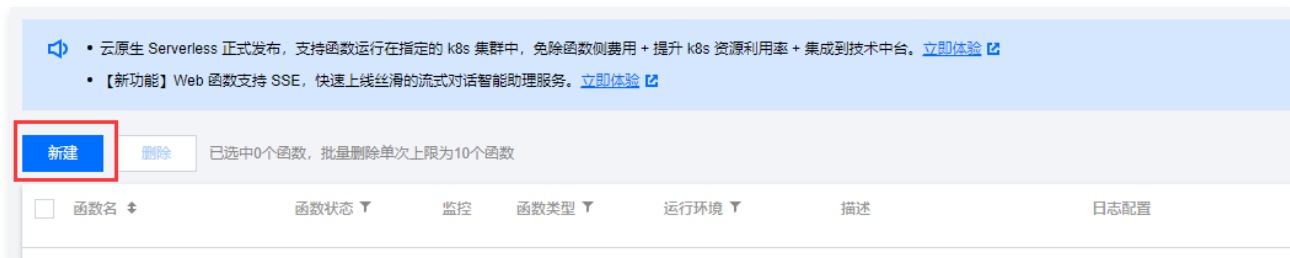 • 云原生 Serverless 正式发布，支持函数运行在指定的 k8s 集群中，免除函数侧费用 + 提升 k8s 资源利用率 + 集成到技术中台。立即体验
• 【新功能】Web 函数支持 SSE，快速上线丝滑的流式对话智能助理服务。立即体验
新建 删除 已选中0个函数，批量删除单次上限为10个函数
函数名 函数状态 监控 函数类型 运行环境 描述 日志配置